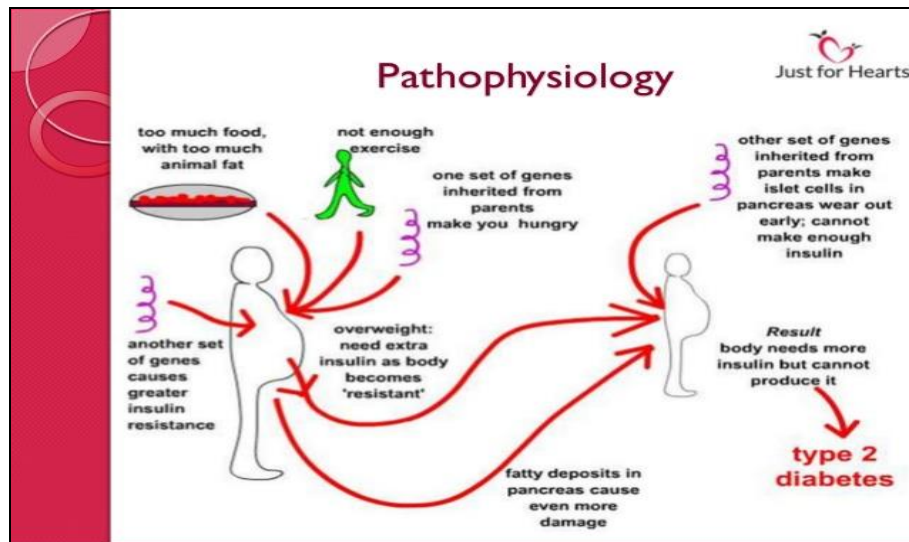 Pathophysiology
Just for Hearts
too much food,
with too much
animal fat
not enough
exercise
one set of genes
inherited from
parents
make you hungry
other set of genes
inherited from
parents make
islet cells in
pancreas wear out
early; cannot
make enough
insulin
another set
of genes
causes
greater
insulin
resistance
overweight:
need extra
insulin as body
becomes
'resistant'
Result
body needs more
insulin but cannot
produce it
fatty deposits in
pancreas cause
even more
damage
type 2
diabetes